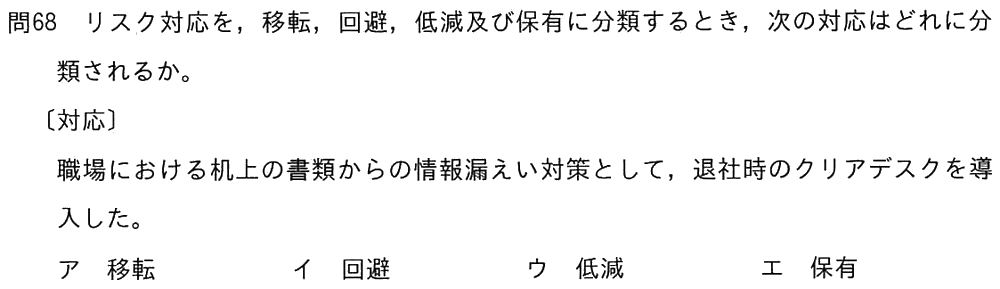 問68　リスク対応を，移転，回避，低減及び保有に分類するとき，次の対応はどれに分
類されるか。
〔対応〕
職場における机上の書類からの情報漏えい対策として，退社時のクリアデスクを導
入した。
ア　移転　イ　回避　ウ　低減　エ　保有